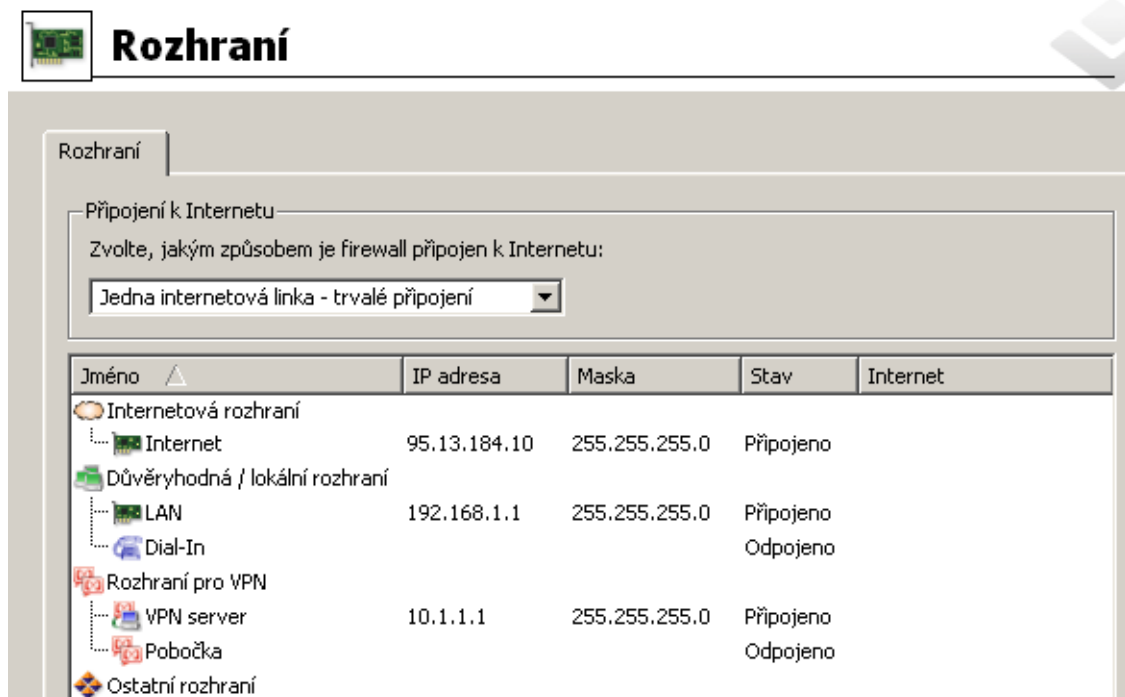 Rozhraní
Rozhraní
Připojení k Internetu
Zvolte, jakým způsobem je firewall připojen k Internetu:
Jedna internetová linka - trvalé připojení
Jméno IP adresa Maska Stav Internet
Internetová rozhraní
Internet 95.13.184.10 255.255.255.0 Připojeno
Důvěryhodná / lokální rozhraní
LAN 192.168.1.1 255.255.255.0 Připojeno
Dial-In Odpojeno
Rozhraní pro VPN
VPN server 10.1.1.1 255.255.255.0 Připojeno
Pobočka Odpojeno
Ostatní rozhraní